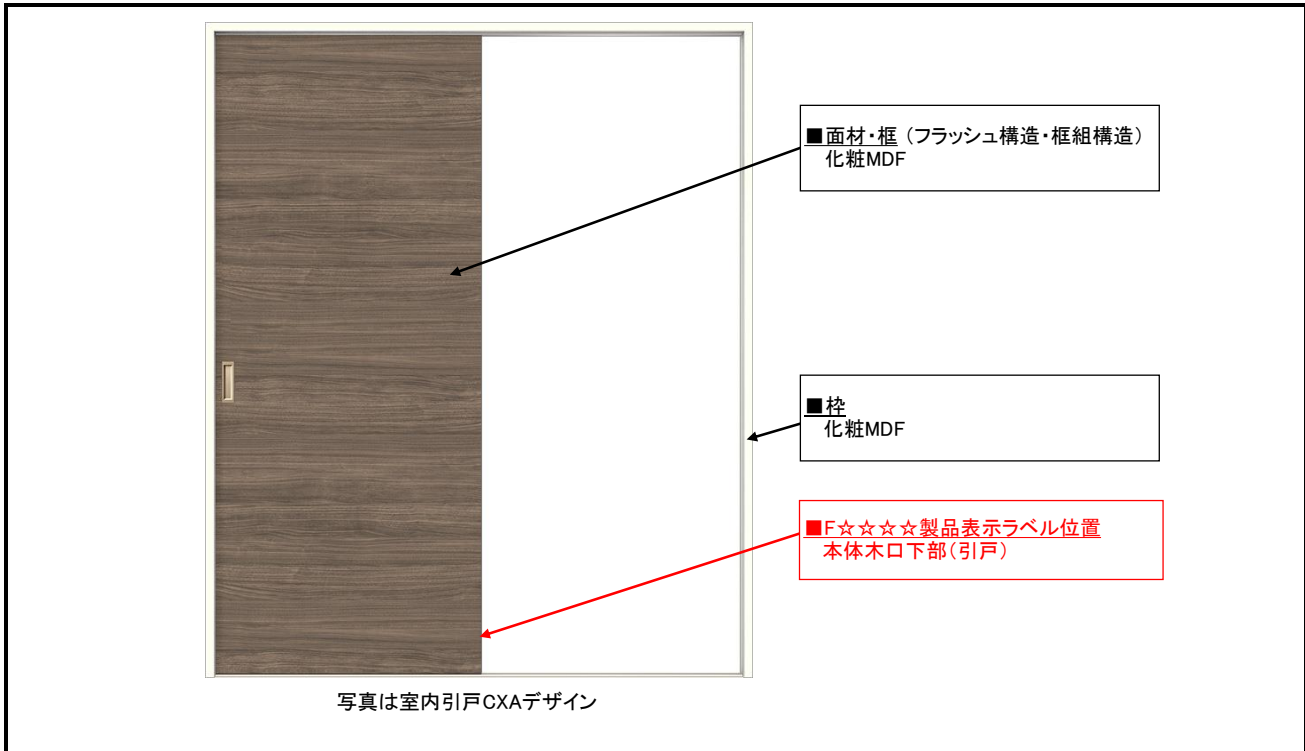 ■面材・框（フラッシュ構造・框組構造）
化粧MDF
■枠
化粧MDF
■F☆☆☆☆製品表示ラベル位置
本体木口下部（引戸）
写真は室内引戸CXAデザイン